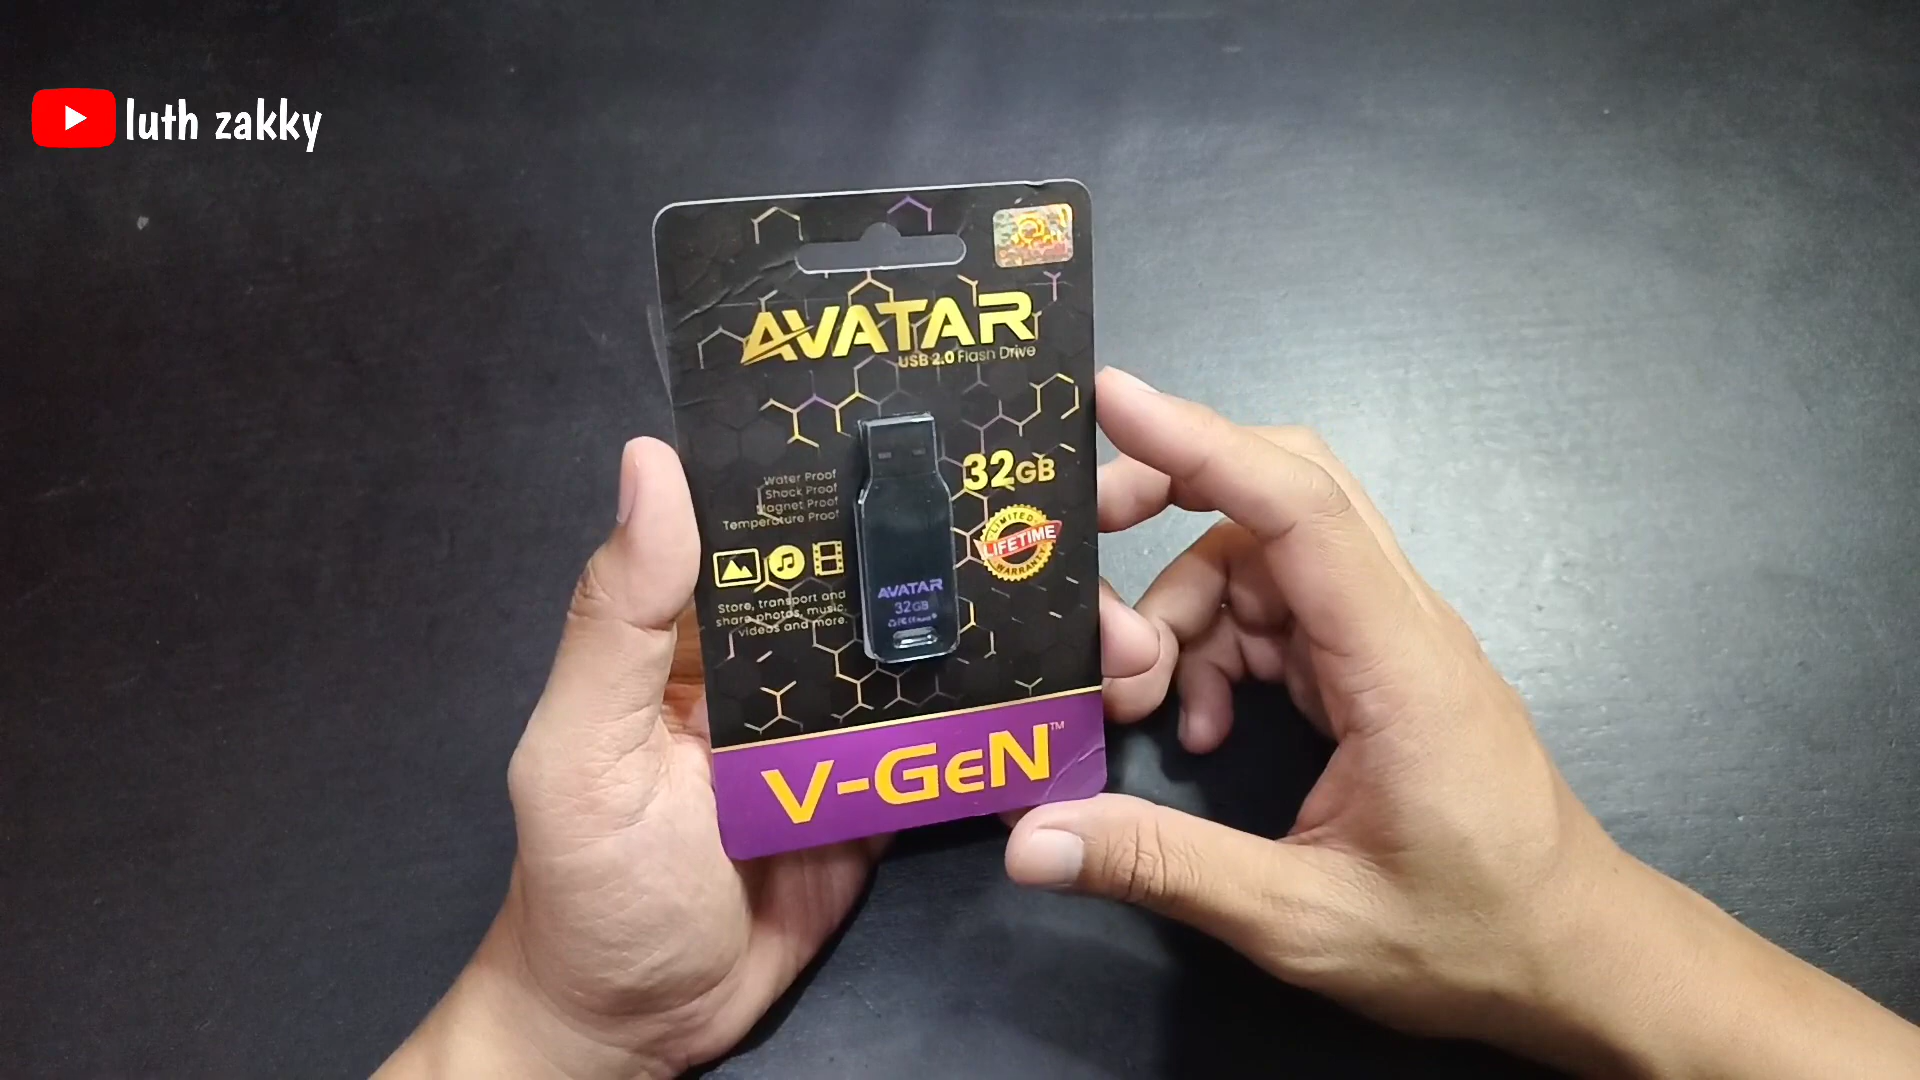 luth zakky
AVATAR
USB 2.0 Flash Drive
Water Proof
Shock Proof
Magnet Proof
Temperature Proof
32GB
LIMITED
LIFETIME
WARRANTY
Store, transport and
share photos, music,
videos and more.
AVATAR
32GB
V-GeN™